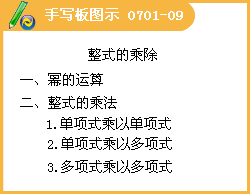 手写板图示 0701-09
整式的乘除
一、幂的运算
二、整式的乘法
1.单项式乘以单项式
2.单项式乘以多项式
3.多项式乘以多项式